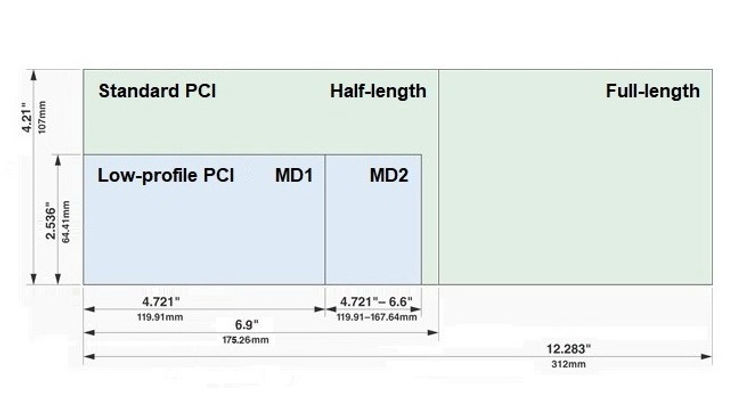 Standard PCI Half-length Full-length
4.21"
107mm
Low-profile PCI MD1 MD2
2.536"
64.41mm
4.721" 4.721"– 6.6"
119.91mm 119.91–167.64mm
6.9"
175.26mm
12.283"
312mm